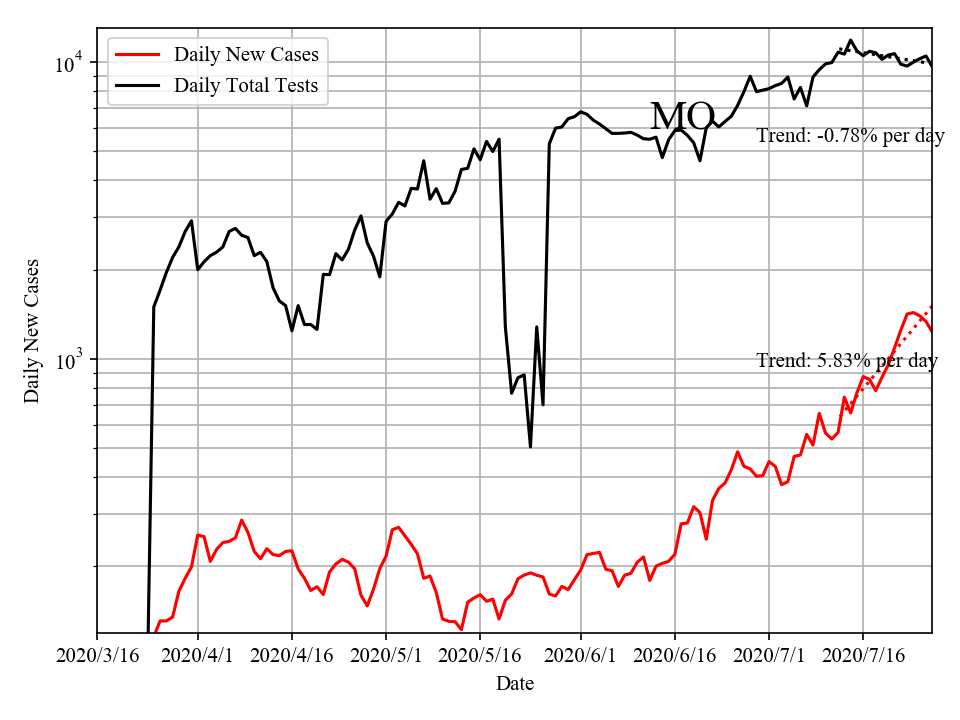 Daily New Cases
Daily Total Tests
MO
Trend: -0.78% per day
Trend: 5.83% per day
Daily New Cases
10^4
10^3
2020/3/16 2020/4/1 2020/4/16 2020/5/1 2020/5/16 2020/6/1 2020/6/16 2020/7/1 2020/7/16
Date